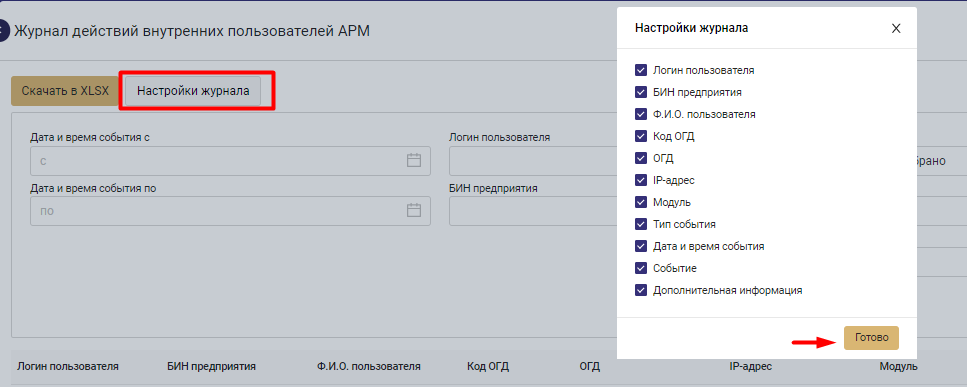 Журнал действий внутренних пользователей АРМ
Скачать в XLSX
Настройки журнала
Дата и время события с
с
Дата и время события по
по
Логин пользователя
БИН предприятия
Настройки журнала
Логин пользователя
БИН предприятия
Ф.И.О. пользователя
Код ОГД
ОГД
IP-адрес
Модуль
Тип события
Дата и время события
Событие
Дополнительная информация
Готово
Логин пользователя БИН предприятия Ф.И.О. пользователя Код ОГД ОГД IP-адрес Модуль